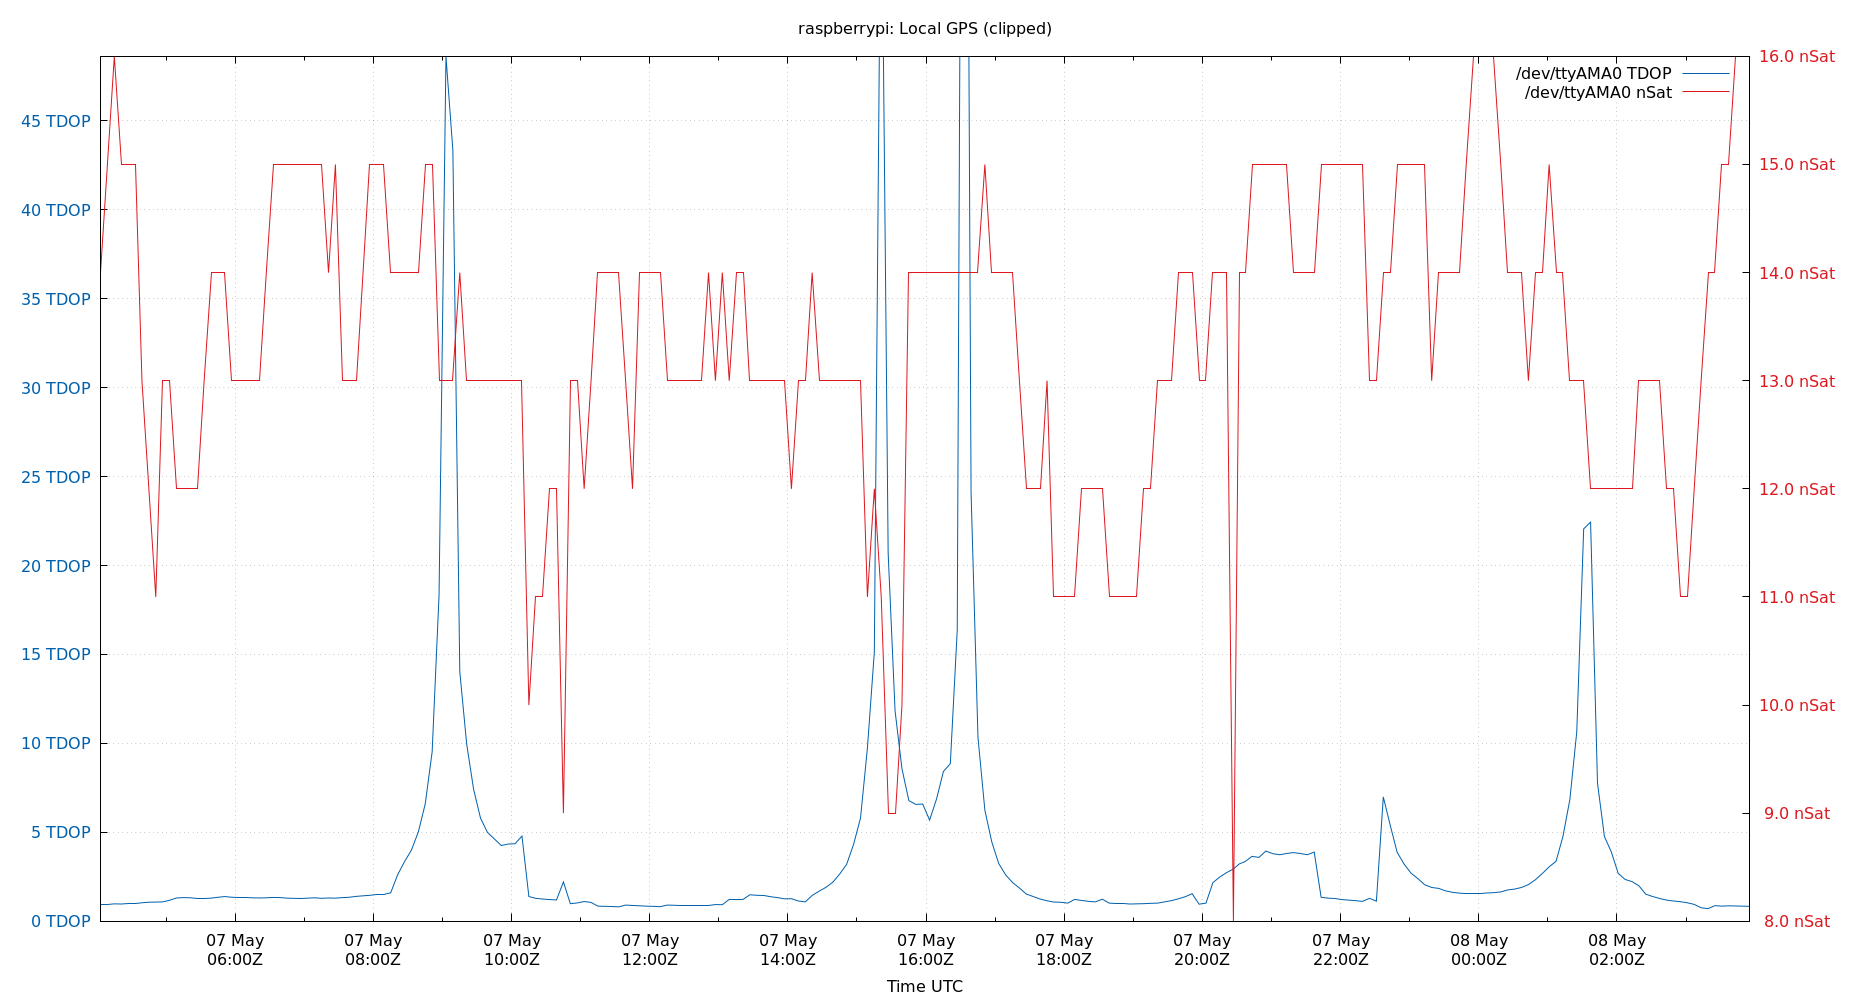 raspberrypi: Local GPS (clipped)
/dev/ttyAMA0 TDOP
/dev/ttyAMA0 nSat
45 TDOP
40 TDOP
35 TDOP
30 TDOP
25 TDOP
20 TDOP
15 TDOP
10 TDOP
5 TDOP
0 TDOP
16.0 nSat
15.0 nSat
14.0 nSat
13.0 nSat
12.0 nSat
11.0 nSat
10.0 nSat
9.0 nSat
8.0 nSat
07 May
06:00Z
07 May
08:00Z
07 May
10:00Z
07 May
12:00Z
07 May
14:00Z
07 May
16:00Z
07 May
18:00Z
07 May
20:00Z
07 May
22:00Z
08 May
00:00Z
08 May
02:00Z
Time UTC